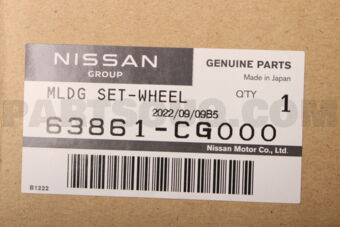 NISSAN
GROUP
GENUINE PARTS
Made in Japan
MLDG SET-WHEEL
Q'TY 1
2022/09/09B5
63861-CG000
Nissan Motor Co., Ltd.
B1222